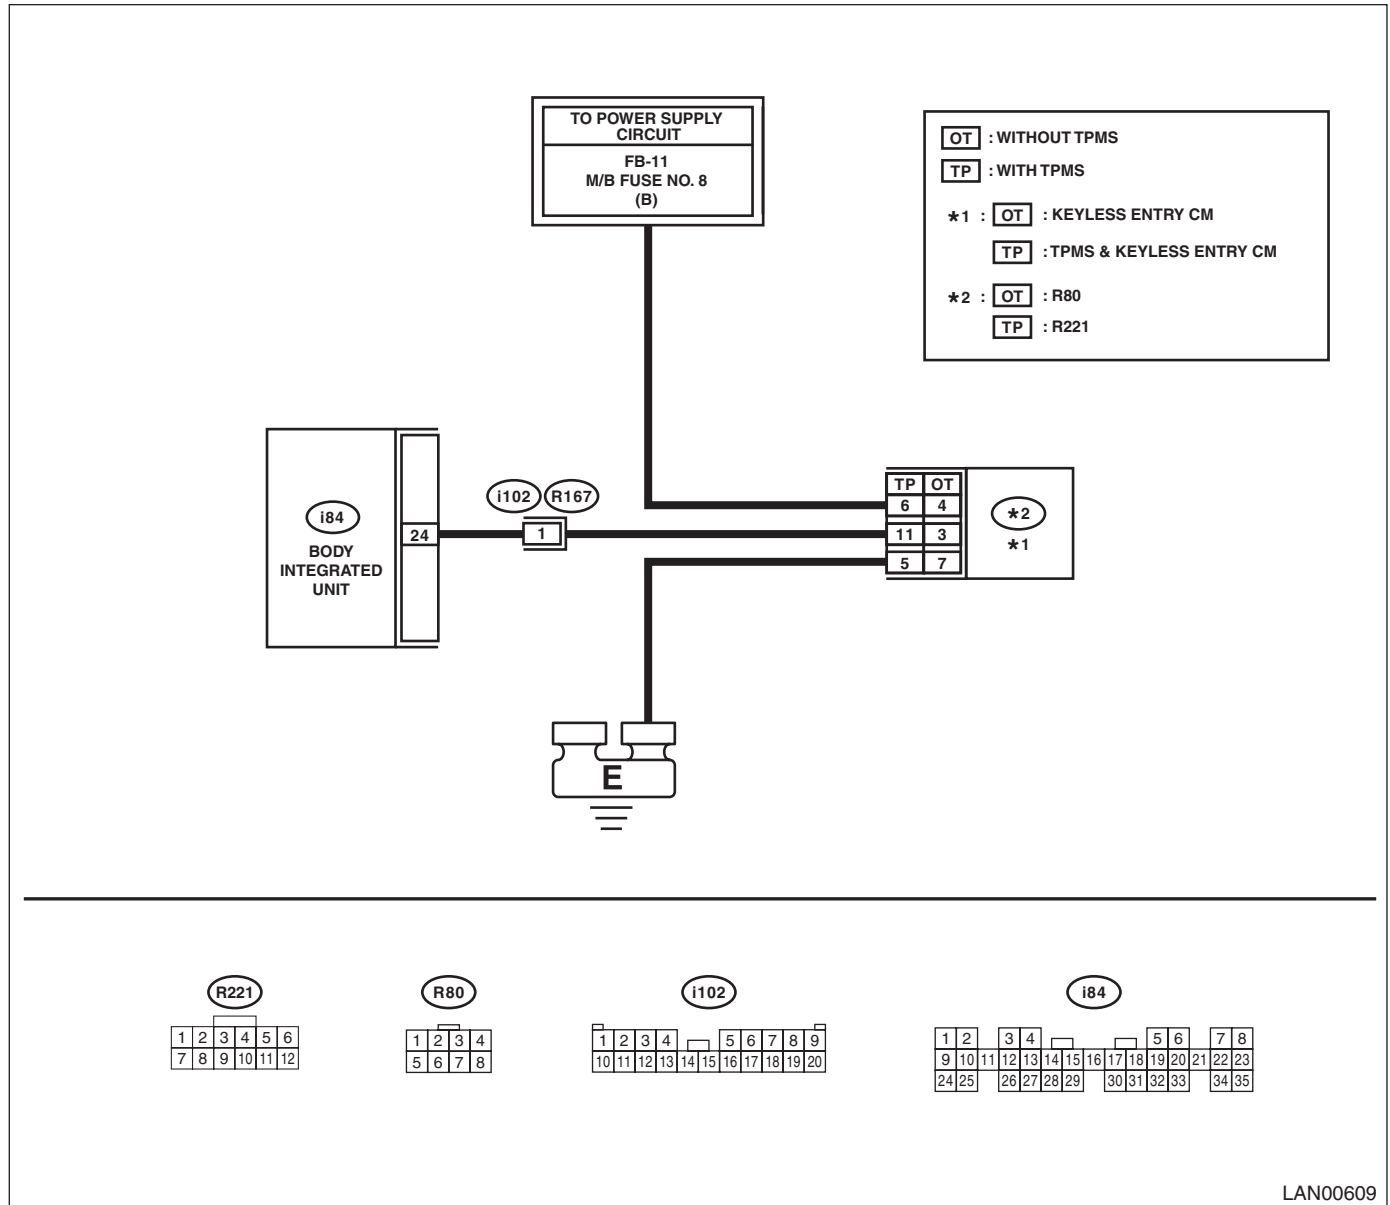 TO POWER SUPPLY
CIRCUIT
FB-11
M/B FUSE NO. 8
(B)
OT : WITHOUT TPMS
TP : WITH TPMS
*1 : OT : KEYLESS ENTRY CM
TP : TPMS & KEYLESS ENTRY CM
*2 : OT : R80
TP : R221
i84
BODY
INTEGRATED
UNIT
24
i102 R167
1
TP OT
6 4
11 3
5 7
*2
*1
E
R221
1 2 3 4 5 6
7 8 9 10 11 12
R80
1 2 3 4
5 6 7 8
i102
1 2 3 4 5 6 7 8 9
10 11 12 13 14 15 16 17 18 19 20
i84
1 2 3 4 5 6 7 8
9 10 11 12 13 14 15 16 17 18 19 20 21 22 23
24 25 26 27 28 29 30 31 32 33 34 35
LAN00609